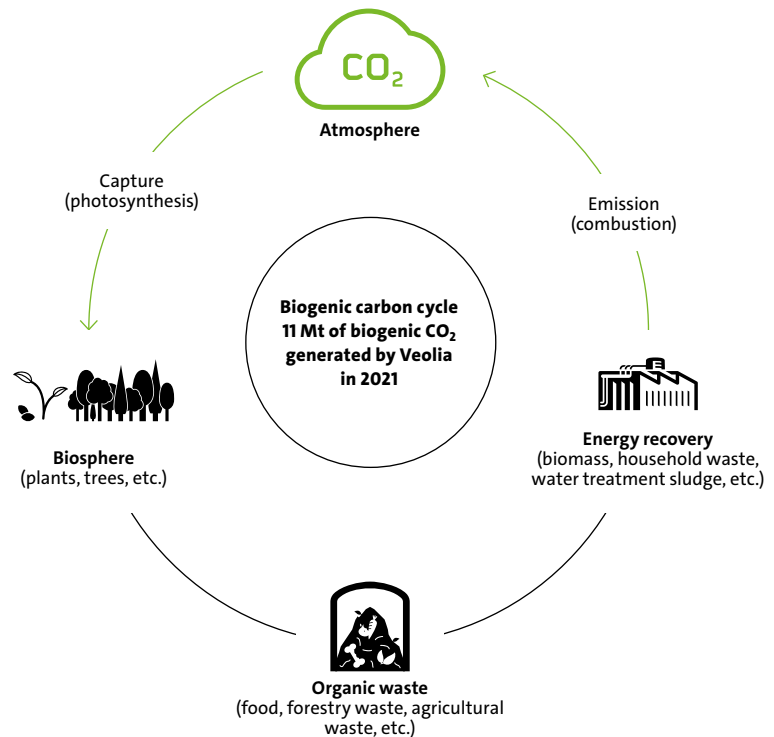 CO₂
Atmosphere
Capture
(photosynthesis)
Emission
(combustion)
Biogenic carbon cycle
11 Mt of biogenic CO₂
generated by Veolia
in 2021
E
Biosphere
(plants, trees, etc.)
Energy recovery
(biomass, household waste,
water treatment sludge, etc.)
Organic waste
(food, forestry waste, agricultural
waste, etc.)